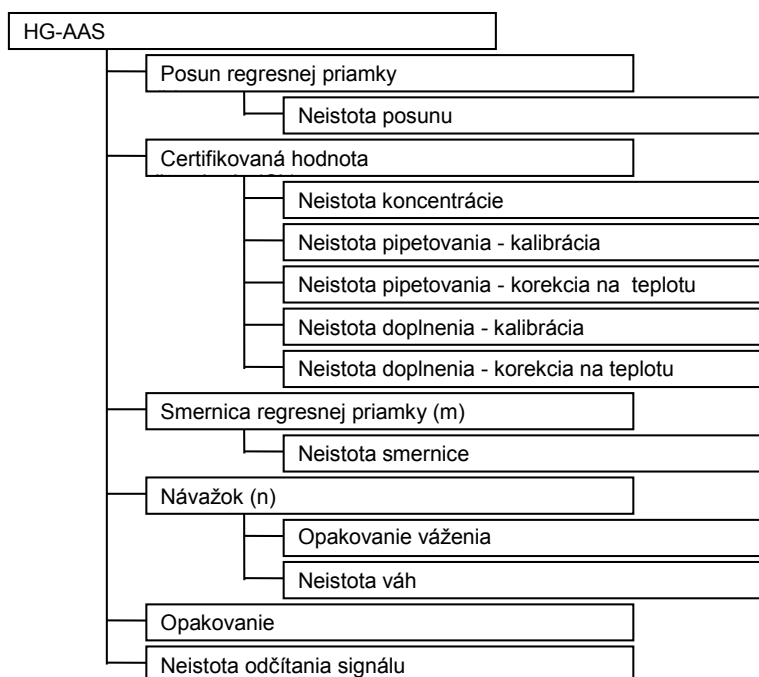 HG-AAS
Posun regresnej priamky
Neistota posunu
Certifikovaná hodnota
Neistota koncentrácie
Neistota pipetovania - kalibrácia
Neistota pipetovania - korekcia na teplotu
Neistota doplnenia - kalibrácia
Neistota doplnenia - korekcia na teplotu
Smernica regresnej priamky (m)
Neistota smernice
Návažok (n)
Opakovanie váženia
Neistota váh
Opakovanie
Neistota odčítania signálu